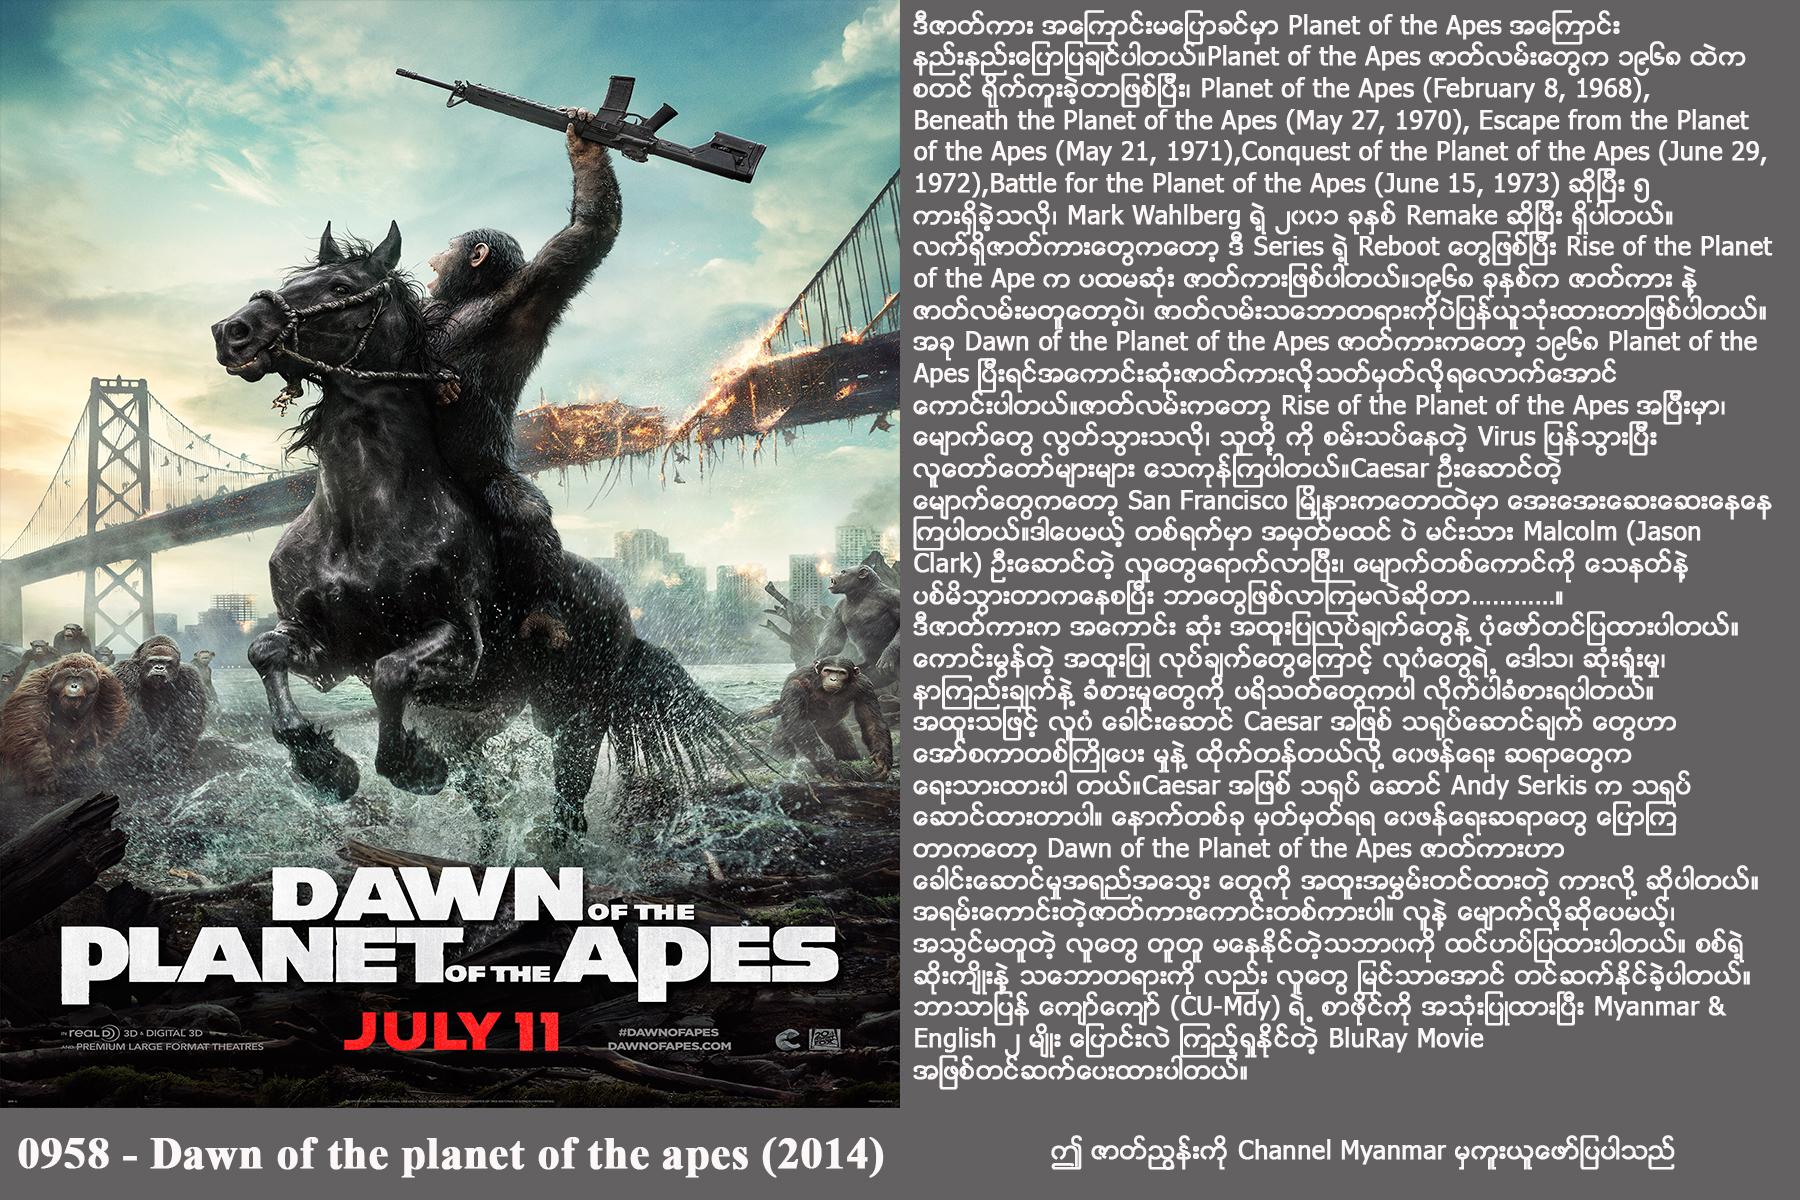 DAWN OF THE
PLANET OF THE APES
IN REAL D 3D & DIGITAL 3D
AND PREMIUM LARGE FORMAT THEATRES
JULY 11
#DAWNOFAPES
DAWNOFAPES.COM
0958 - Dawn of the planet of the apes (2014)
ဒီဇာတ်ကား အကြောင်းမပြောခင်မှာ Planet of the Apes အကြောင်း
နည်းနည်းပြောပြချင်ပါတယ်။Planet of the Apes ဇာတ်လမ်းတွေက ၁၉၆၈ ထဲက
စတင် ရိုက်ကူးခဲ့တာဖြစ်ပြီး၊ Planet of the Apes (February 8, 1968),
Beneath the Planet of the Apes (May 27, 1970), Escape from the Planet
of the Apes (May 21, 1971),Conquest of the Planet of the Apes (June 29,
1972),Battle for the Planet of the Apes (June 15, 1973) ဆိုပြီး ၅
ကားရှိခဲ့သလို၊ Mark Wahlberg ရဲ့ ၂၀၀၁ ခုနှစ် Remake ဆိုပြီး ရှိပါတယ်။
လက်ရှိဇာတ်ကားတွေကတော့ ဒီ Series ရဲ့ Reboot တွေဖြစ်ပြီး Rise of the Planet
of the Ape က ပထမဆုံး ဇာတ်ကားဖြစ်ပါတယ်။၁၉၆၈ ခုနှစ်က ဇာတ်ကား နဲ့
ဇာတ်လမ်းမတူတော့ပဲ၊ ဇာတ်လမ်းသဘောတရားကိုပဲပြန်ယူသုံးထားတာဖြစ်ပါတယ်။
အခု Dawn of the Planet of the Apes ဇာတ်ကားကတော့ ၁၉၆၈ Planet of the
Apes ပြီးရင်အကောင်းဆုံးဇာတ်ကားလို့သတ်မှတ်လို့ရလောက်အောင်
ကောင်းပါတယ်။ဇာတ်လမ်းကတော့ Rise of the Planet of the Apes အပြီးမှာ၊
မျောက်တွေ လွတ်သွားသလို၊ သူတို့ ကို စမ်းသပ်နေတဲ့ Virus ပြန့်သွားပြီး
လူတော်တော်များများ သေကုန်ကြပါတယ်။Caesar ဦးဆောင်တဲ့
မျောက်တွေကတော့ San Francisco မြို့နားကတောထဲမှာ အေးအေးဆေးဆေးနေနေ
ကြပါတယ်။ဒါပေမယ့် တစ်ရက်မှာ အမှတ်မထင် ပဲ မင်းသား Malcolm (Jason
Clark) ဦးဆောင်တဲ့ လူတွေရောက်လာပြီး၊ မျောက်တစ်ကောင်ကို သေနတ်နဲ့
ပစ်မိသွားတာကနေစပြီး ဘာတွေဖြစ်လာကြမလဲဆိုတာ…………။
ဒီဇာတ်ကားက အကောင်း ဆုံး အထူးပြုလုပ်ချက်တွေနဲ့ ပုံဖော်တင်ပြထားပါတယ်။
ကောင်းမွန်တဲ့ အထူးပြု လုပ်ချက်တွေကြောင့် လူဂံတွေရဲ့ ဒေါသ၊ ဆုံးရှုံးမှု၊
နာကြည်းချက်နဲ့ ခံစားမှုတွေကို ပရိသတ်တွေကပါ လိုက်ပါခံစားရပါတယ်။
အထူးသဖြင့် လူဂံ ခေါင်းဆောင် Caesar အဖြစ် သရုပ်ဆောင်ချက် တွေဟာ
အော်စကာတစ်ကြိုပေး မှုနဲ့ ထိုက်တန်တယ်လို့ ဝေဖန်ရေး ဆရာတွေက
ရေးသားထားပါ တယ်။Caesar အဖြစ် သရုပ် ဆောင် Andy Serkis က သရုပ်
ဆောင်ထားတာပါ။ နောက်တစ်ခု မှတ်မှတ်ရရ ဝေဖန်ရေးဆရာတွေ ပြောကြ
တာကတော့ Dawn of the Planet of the Apes ဇာတ်ကားဟာ
ခေါင်းဆောင်မှုအရည်အသွေး တွေကို အထူးအမွှမ်းတင်ထားတဲ့ ကားလို့ ဆိုပါတယ်။
အရမ်းကောင်းတဲ့ဇာတ်ကားကောင်းတစ်ကားပါ။ လူနဲ့ မျောက်လို့ဆိုပေမယ့်၊
အသွင်မတူတဲ့ လူတွေ တူတူ မနေနိုင်တဲ့သဘာဝကို ထင်ဟပ်ပြထားပါတယ်။ စစ်ရဲ့
ဆိုးကျိုးနဲ့ သဘောတရားကို လည်း လူတွေ မြင်သာအောင် တင်ဆက်နိုင်ခဲ့ပါတယ်။
ဘာသာပြန် ကျော်ကျော် (CU-Mdy) ရဲ့ စာဖိုင်ကို အသုံးပြုထားပြီး Myanmar &
English ၂ မျိုး ပြောင်းလဲ ကြည့်ရှုနိုင်တဲ့ BluRay Movie
အဖြစ်တင်ဆက်ပေးထားပါတယ်။
ဤ ဇာတ်ညွှန်းကို Channel Myanmar မှကူးယူဖော်ပြပါသည်